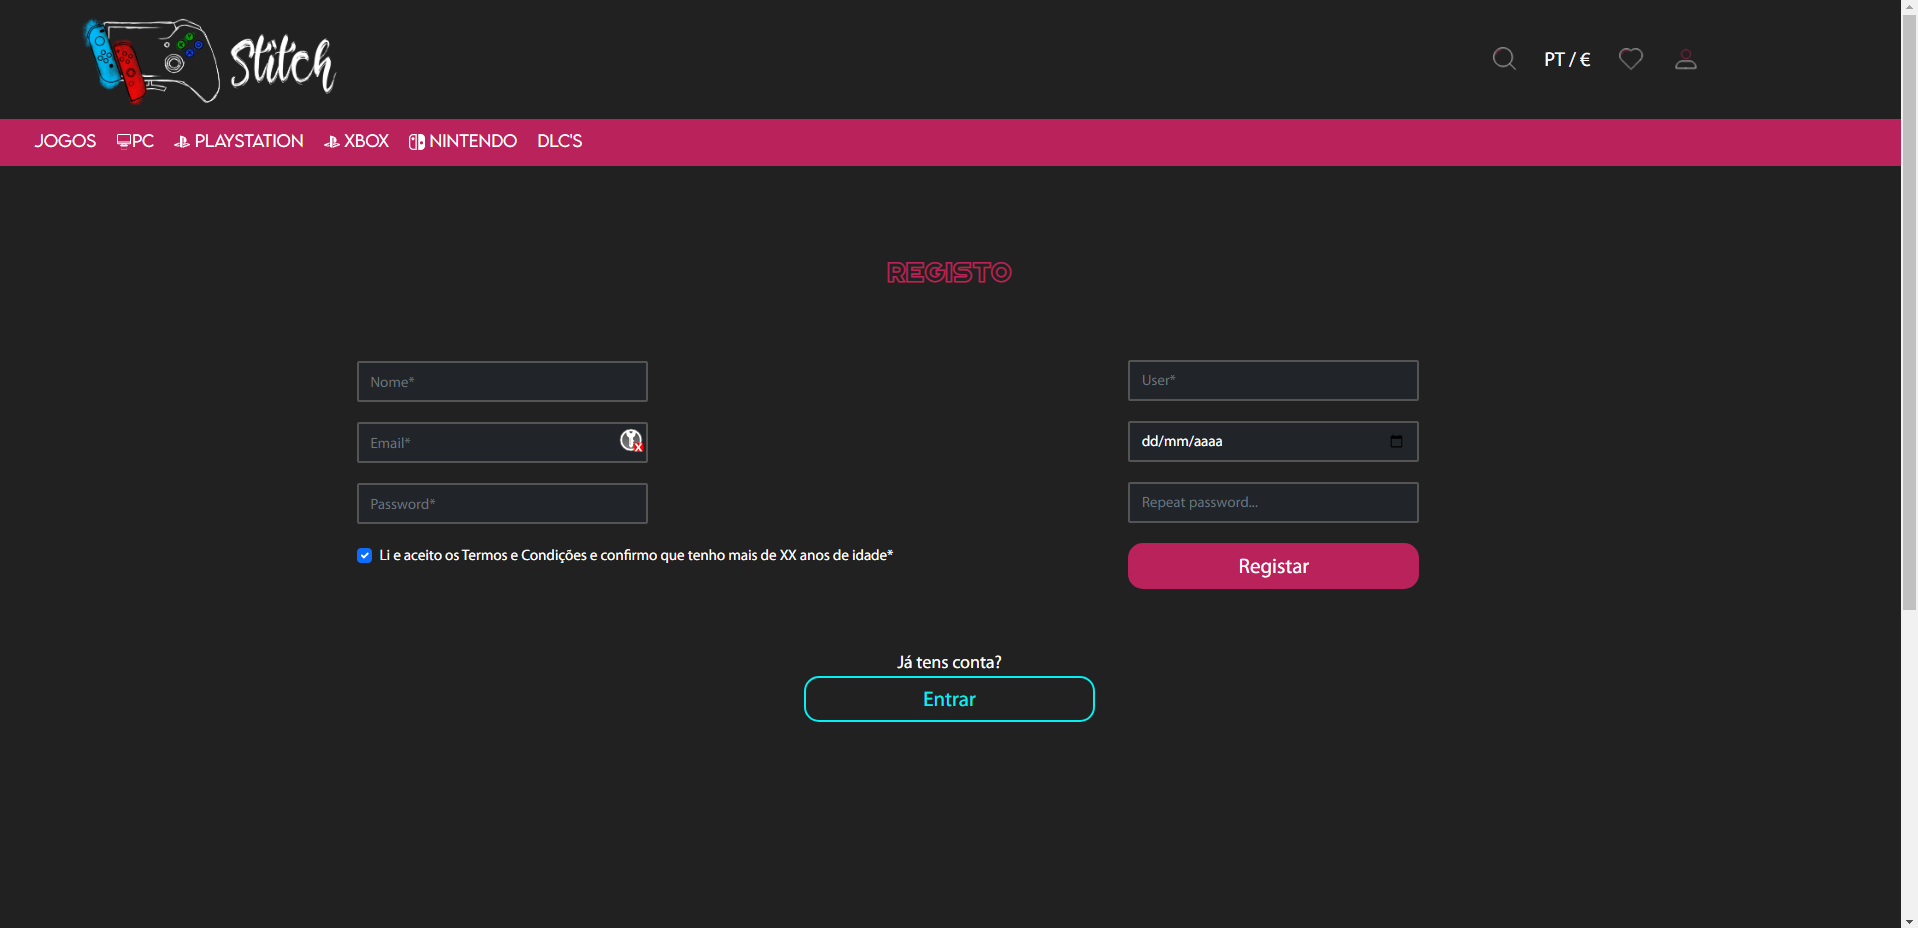 Stitch
PT / €
JOGOS PC PLAYSTATION XBOX NINTENDO DLC'S
REGISTO
Nome*
User*
Email*
dd/mm/aaaa
Password*
Repeat password...
Li e aceito os Termos e Condições e confirmo que tenho mais de XX anos de idade*
Registar
Já tens conta?
Entrar